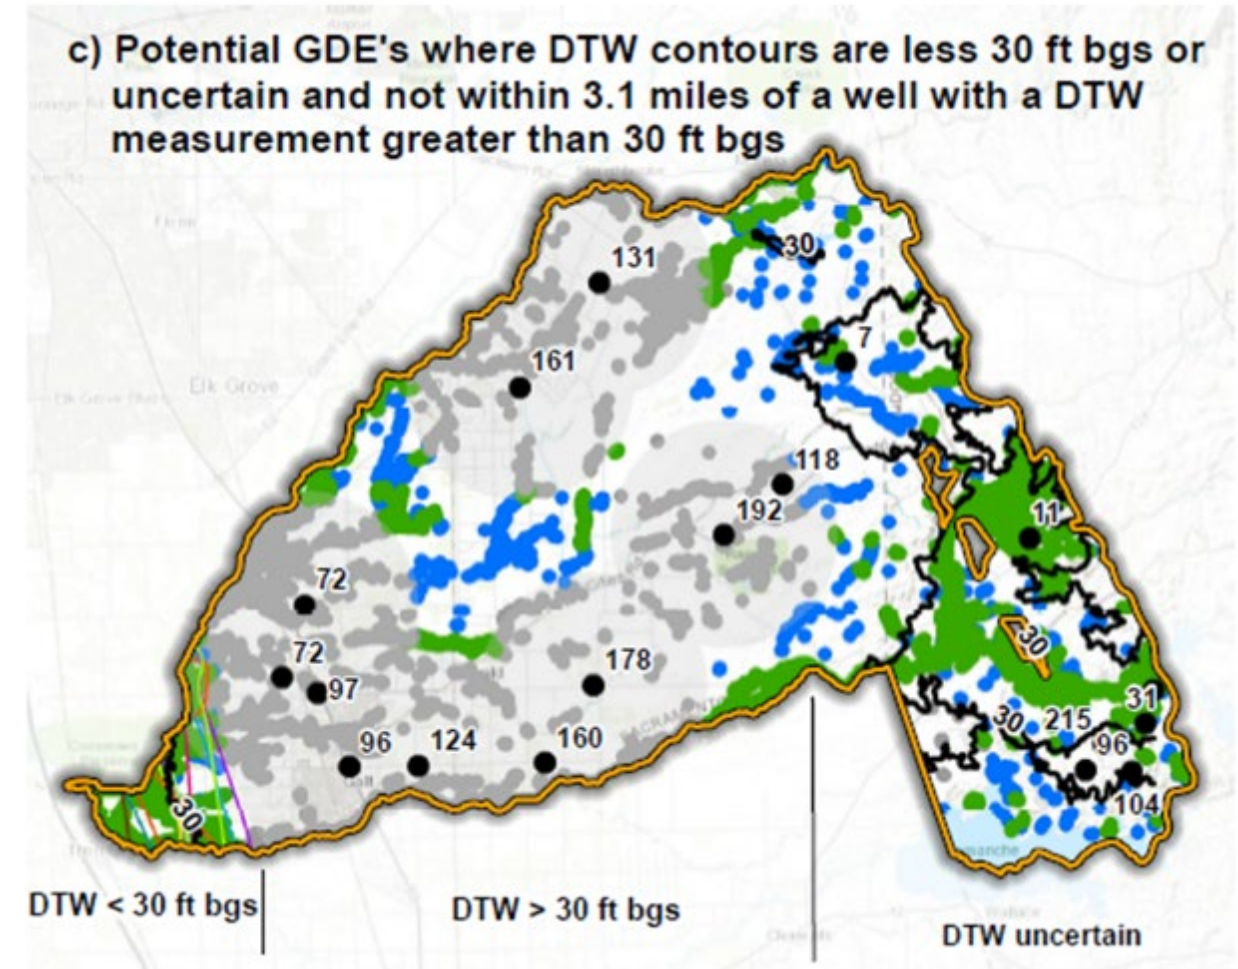 c) Potential GDE's where DTW contours are less 30 ft bgs or
uncertain and not within 3.1 miles of a well with a DTW
measurement greater than 30 ft bgs
30
131
7
161
Elk Grove
118
192
11
72
30
72
178
97
31
30
215
96
124
160
96
Galt
104
30
DTW < 30 ft bgs
DTW > 30 ft bgs
DTW uncertain